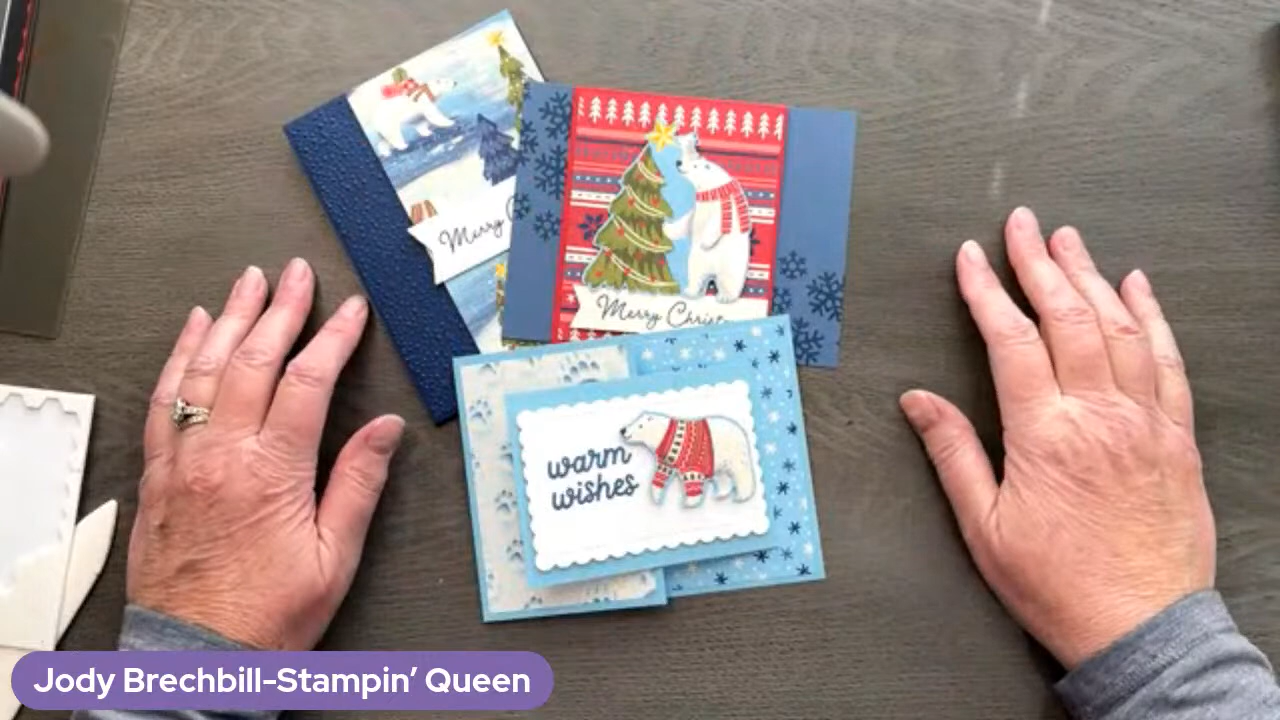 Merry
Merry Christ
warm
wishes
Jody Brechbill-Stampin’ Queen